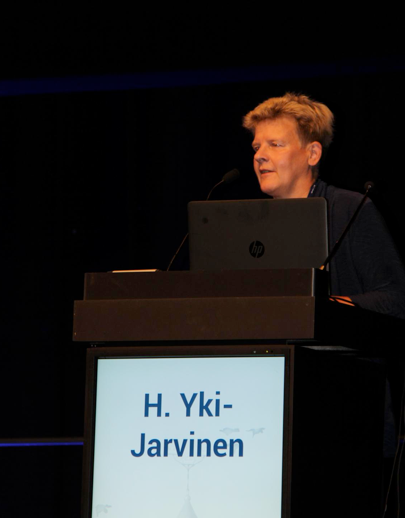 hp
H. Yki-
Jarvinen